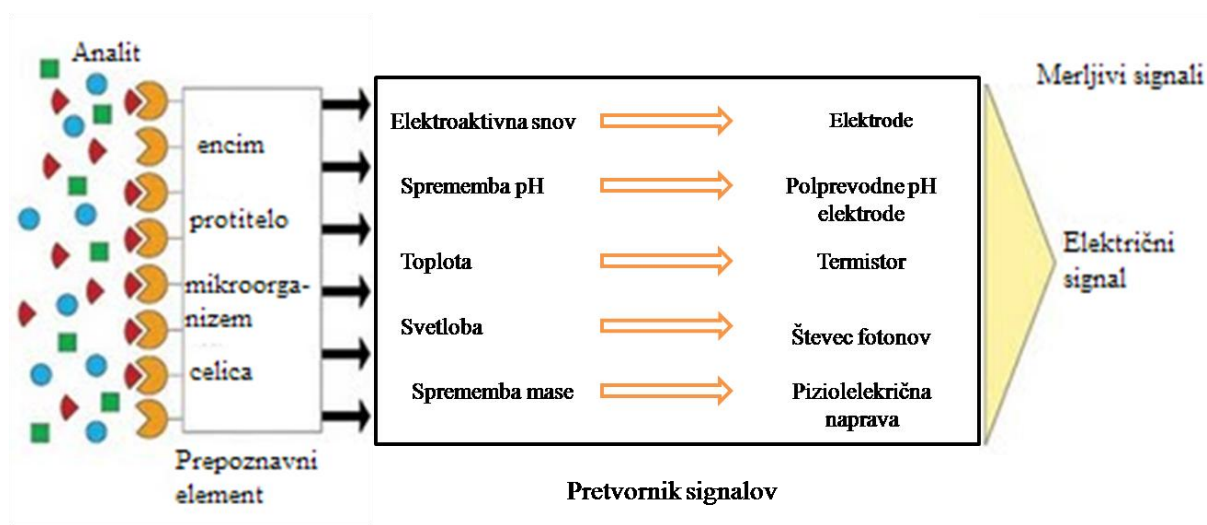 Analit
encim
protitelo
mikroorga-
nizem
celica
Prepoznavni
element
Elektroaktivna snov
Elektrode
Sprememba pH
Polprevodne pH
elektrode
Toplota
Termistor
Svetloba
Števec fotonov
Sprememba mase
Piziolelekrična
naprava
Pretvornik signalov
Merljivi signali
Električni
signal